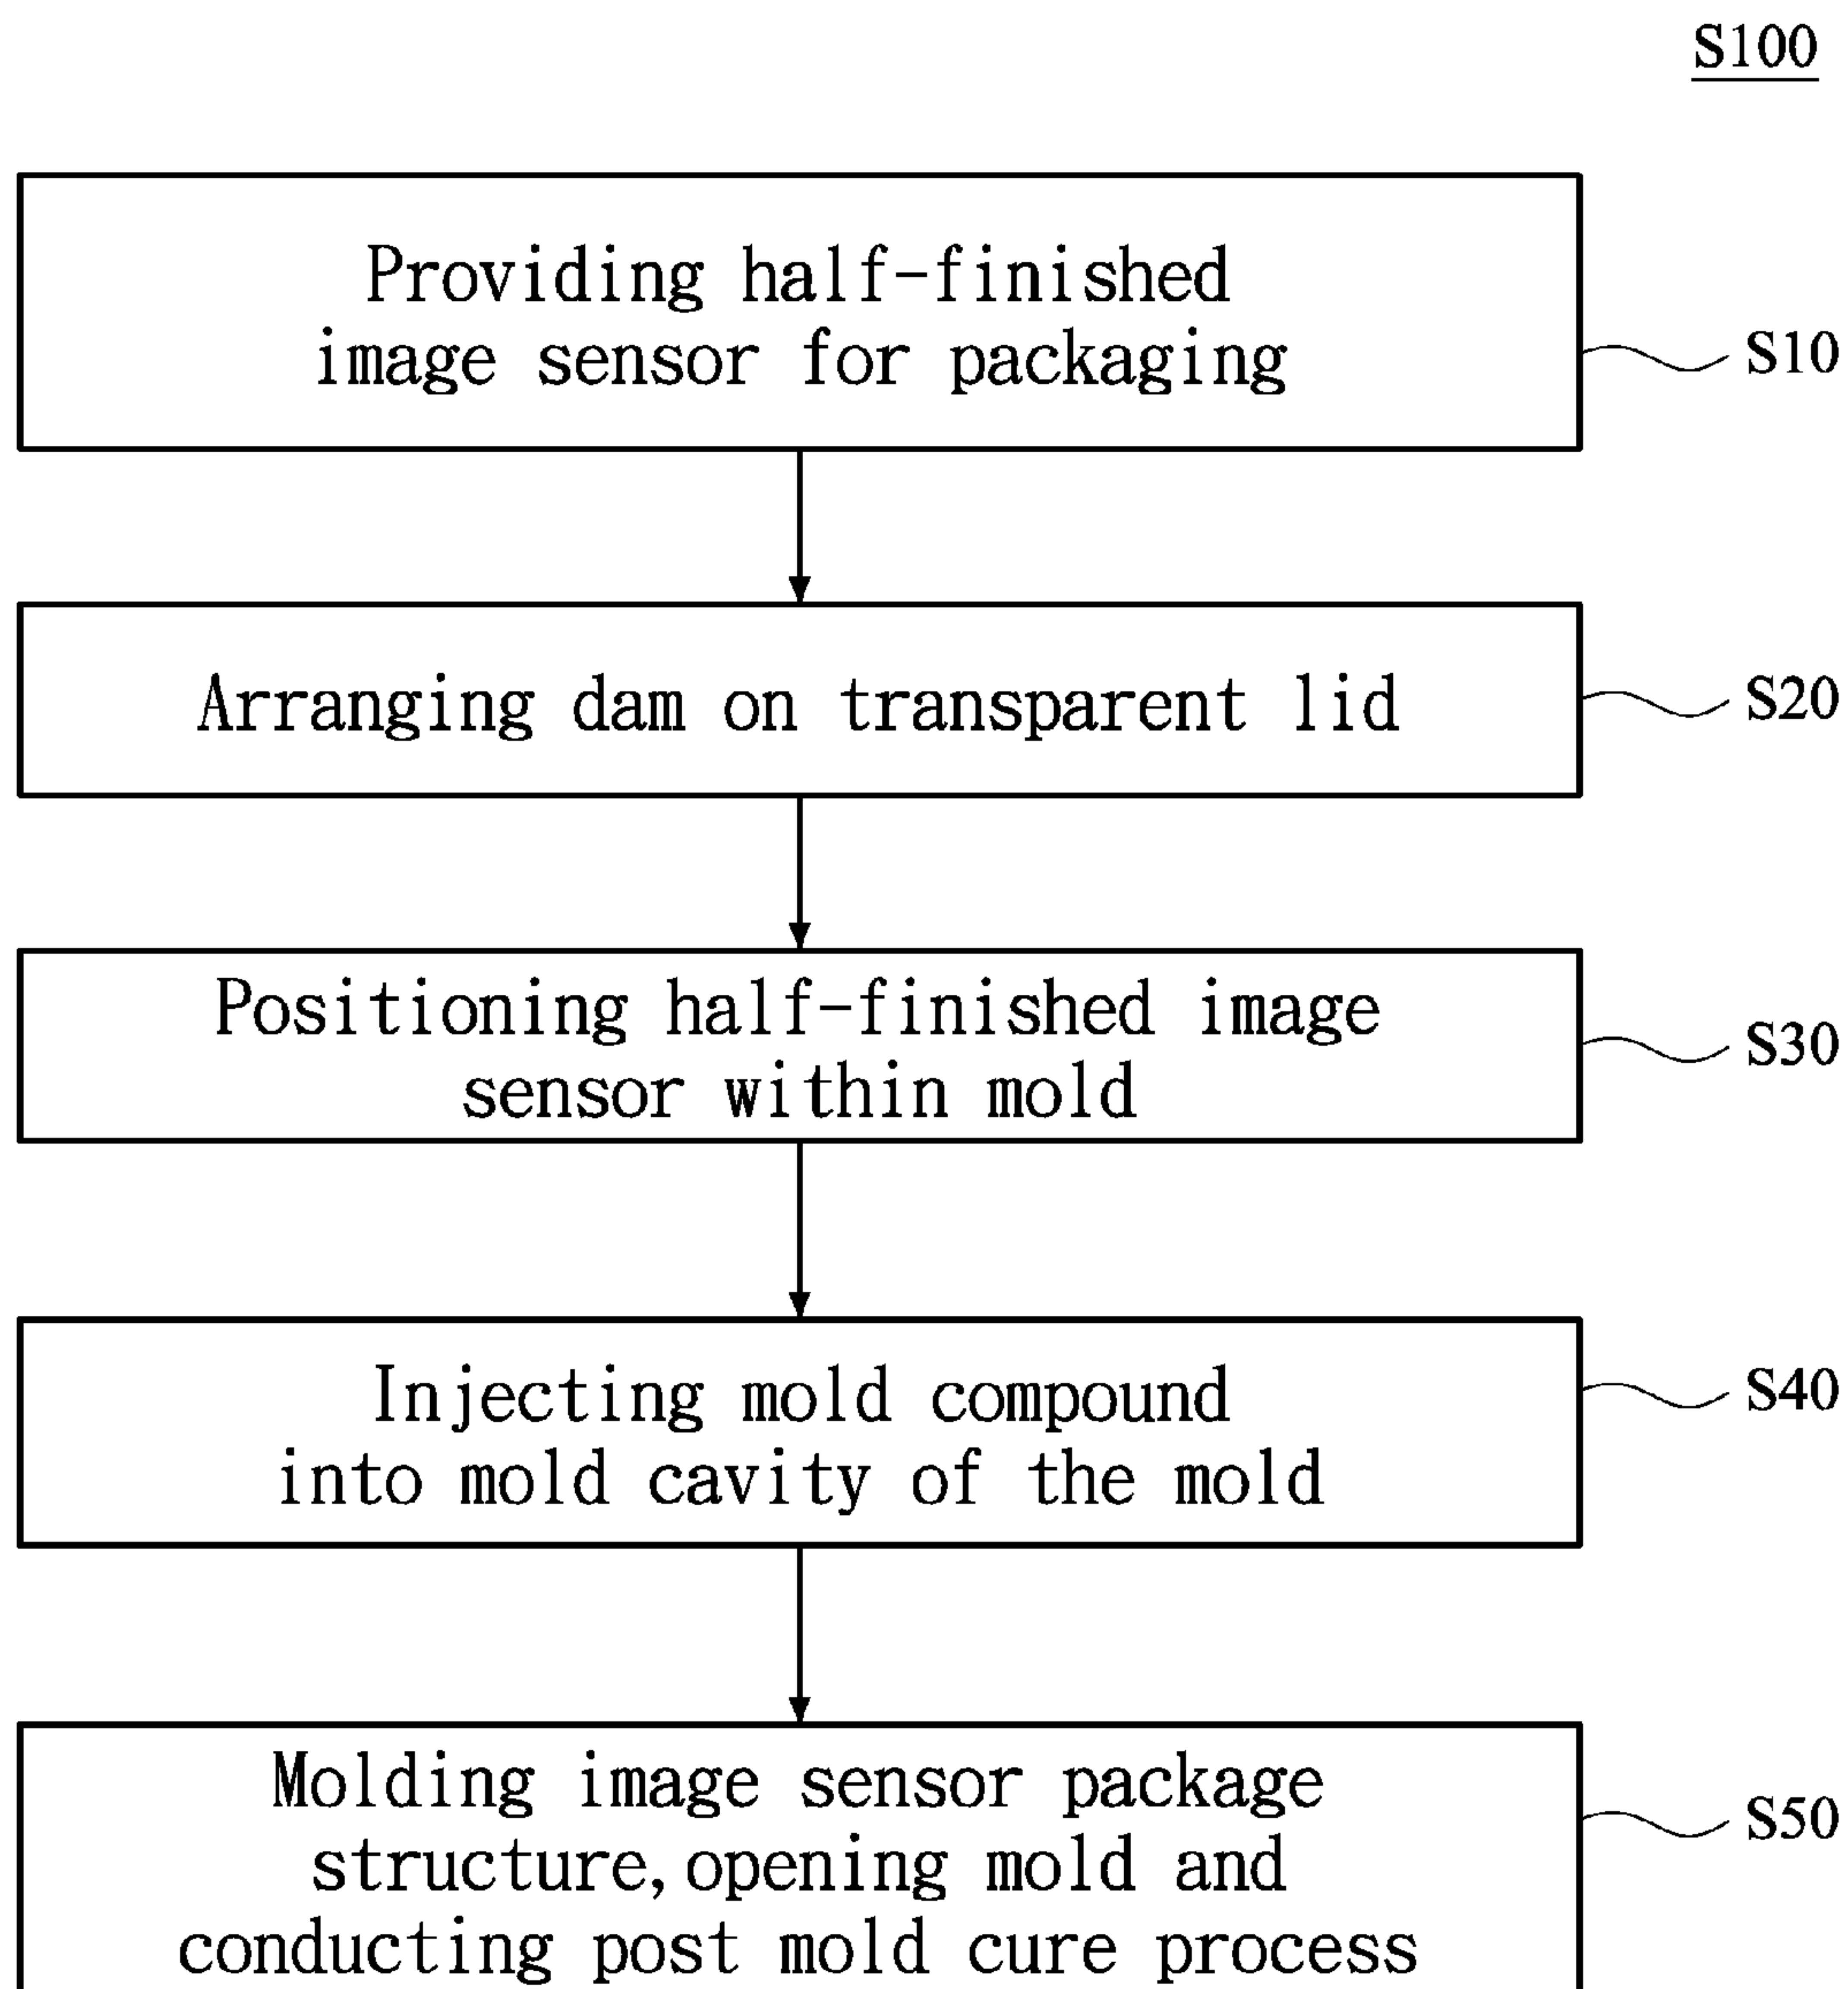 S100
Providing half-finished
image sensor for packaging
S10
Arranging dam on transparent lid
S20
Positioning half-finished image
sensor within mold
S30
Injecting mold compound
into mold cavity of the mold
S40
Molding image sensor package
structure, opening mold and
conducting post mold cure process
S50